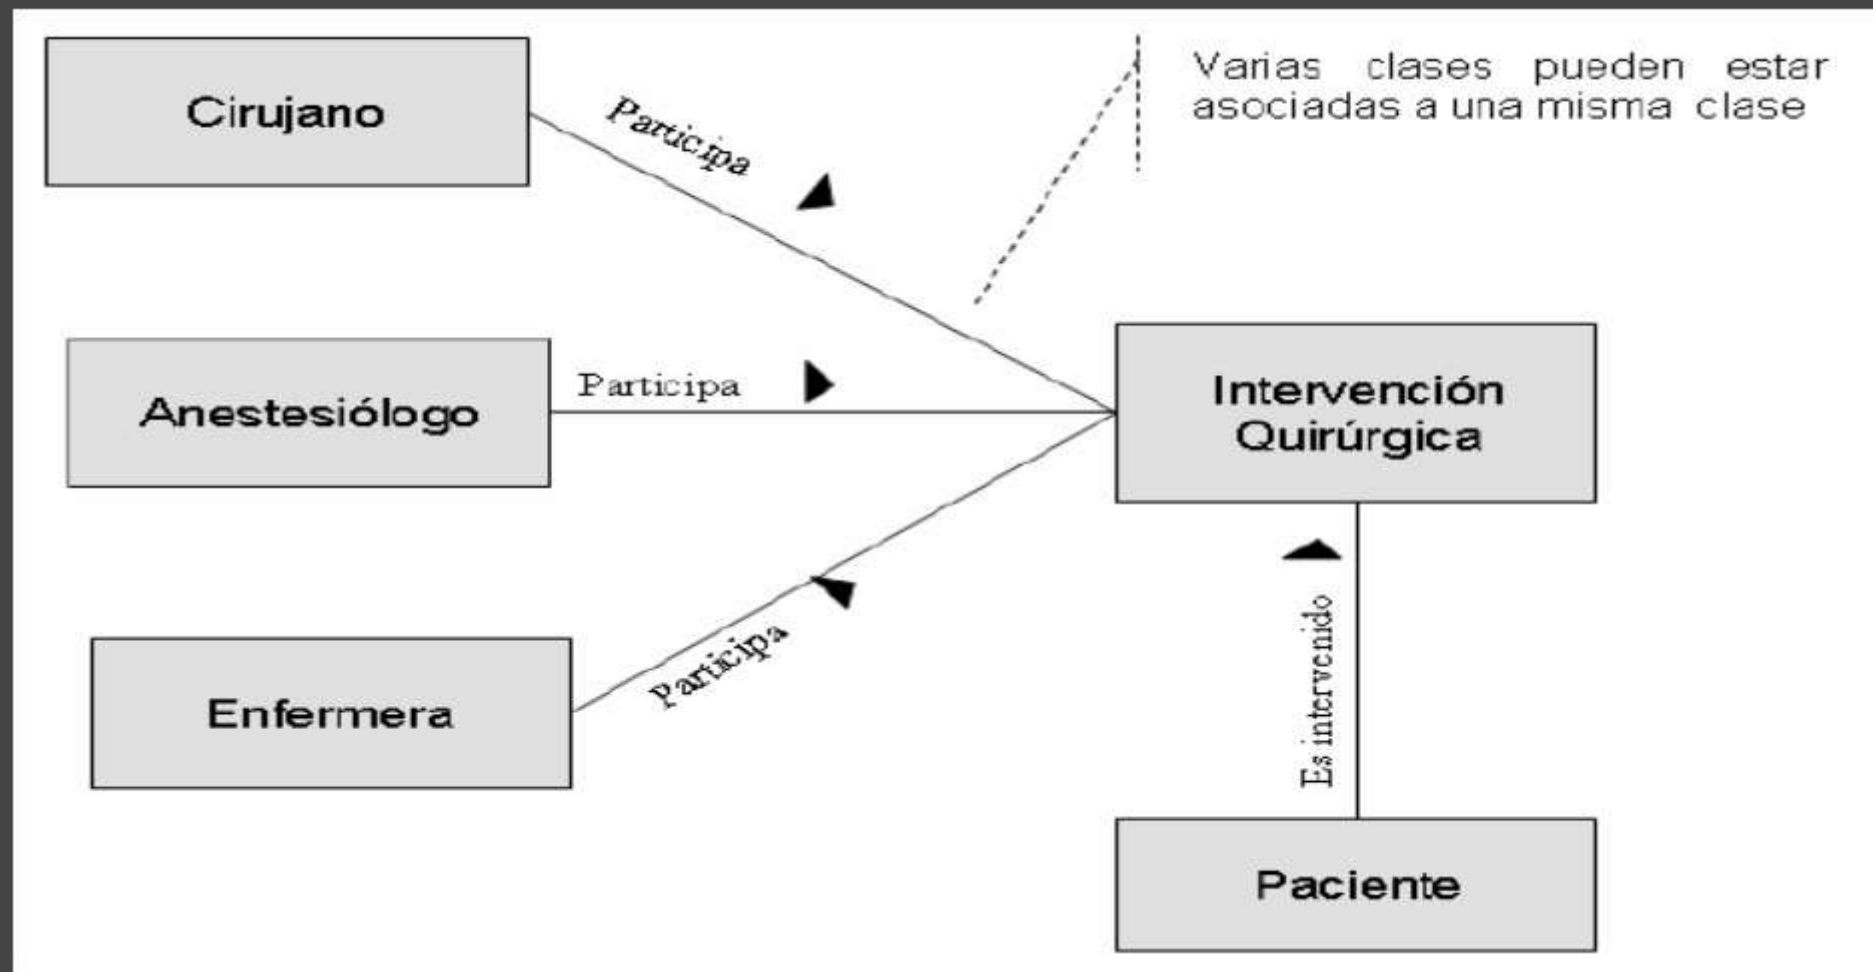 Cirujano
Participa
Varias clases pueden estar
asociadas a una misma clase
Anestesiólogo
Participa
Intervención
Quirúrgica
Enfermera
Participa
Es intervenido
Paciente